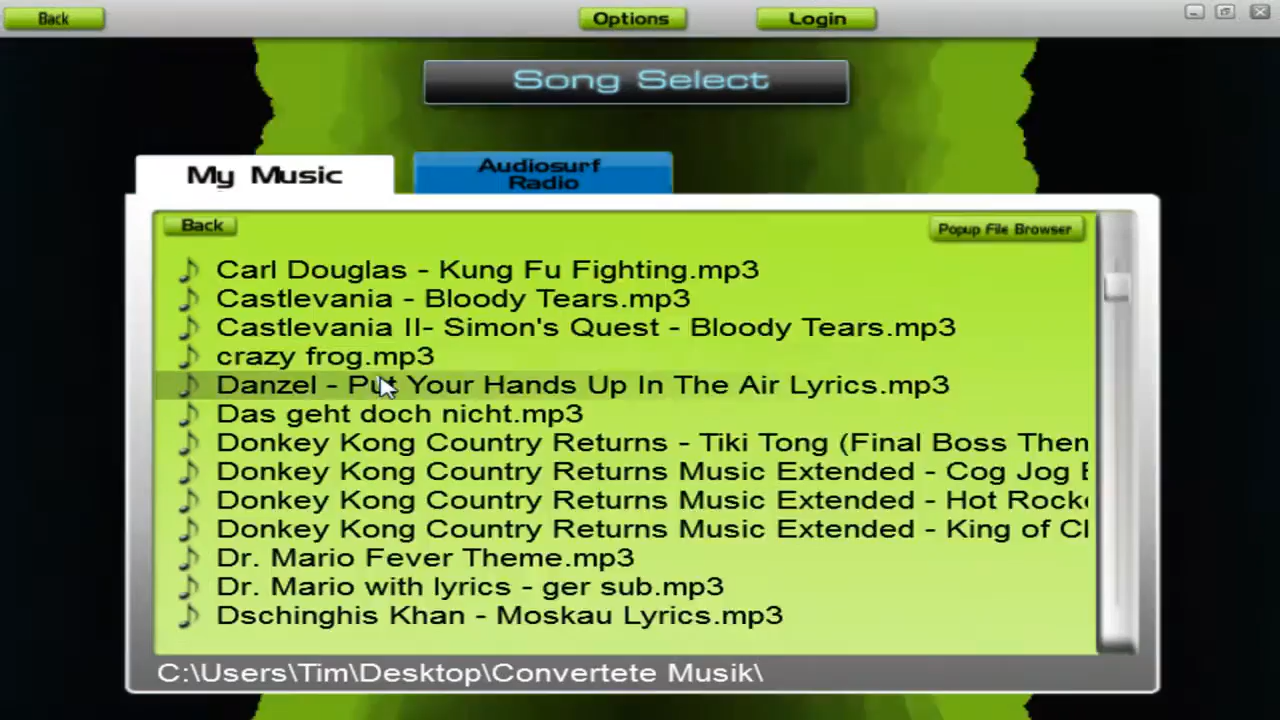 Back
Options
Login
Song Select
My Music
Audiosurf
Radio
Back
Popup File Browser
Carl Douglas - Kung Fu Fighting.mp3
Castlevania - Bloody Tears.mp3
Castlevania II- Simon's Quest - Bloody Tears.mp3
crazy frog.mp3
Danzel - Put Your Hands Up In The Air Lyrics.mp3
Das geht doch nicht.mp3
Donkey Kong Country Returns - Tiki Tong (Final Boss
Donkey Kong Country Returns Music Extended - Cog Jog
Donkey Kong Country Returns Music Extended - Hot
Donkey Kong Country Returns Music Extended - King of
Dr. Mario Fever Theme.mp3
Dr. Mario with lyrics - ger sub.mp3
Dschinghis Khan - Moskau Lyrics.mp3
C:\Users\Tim\Desktop\Convertete Musik\